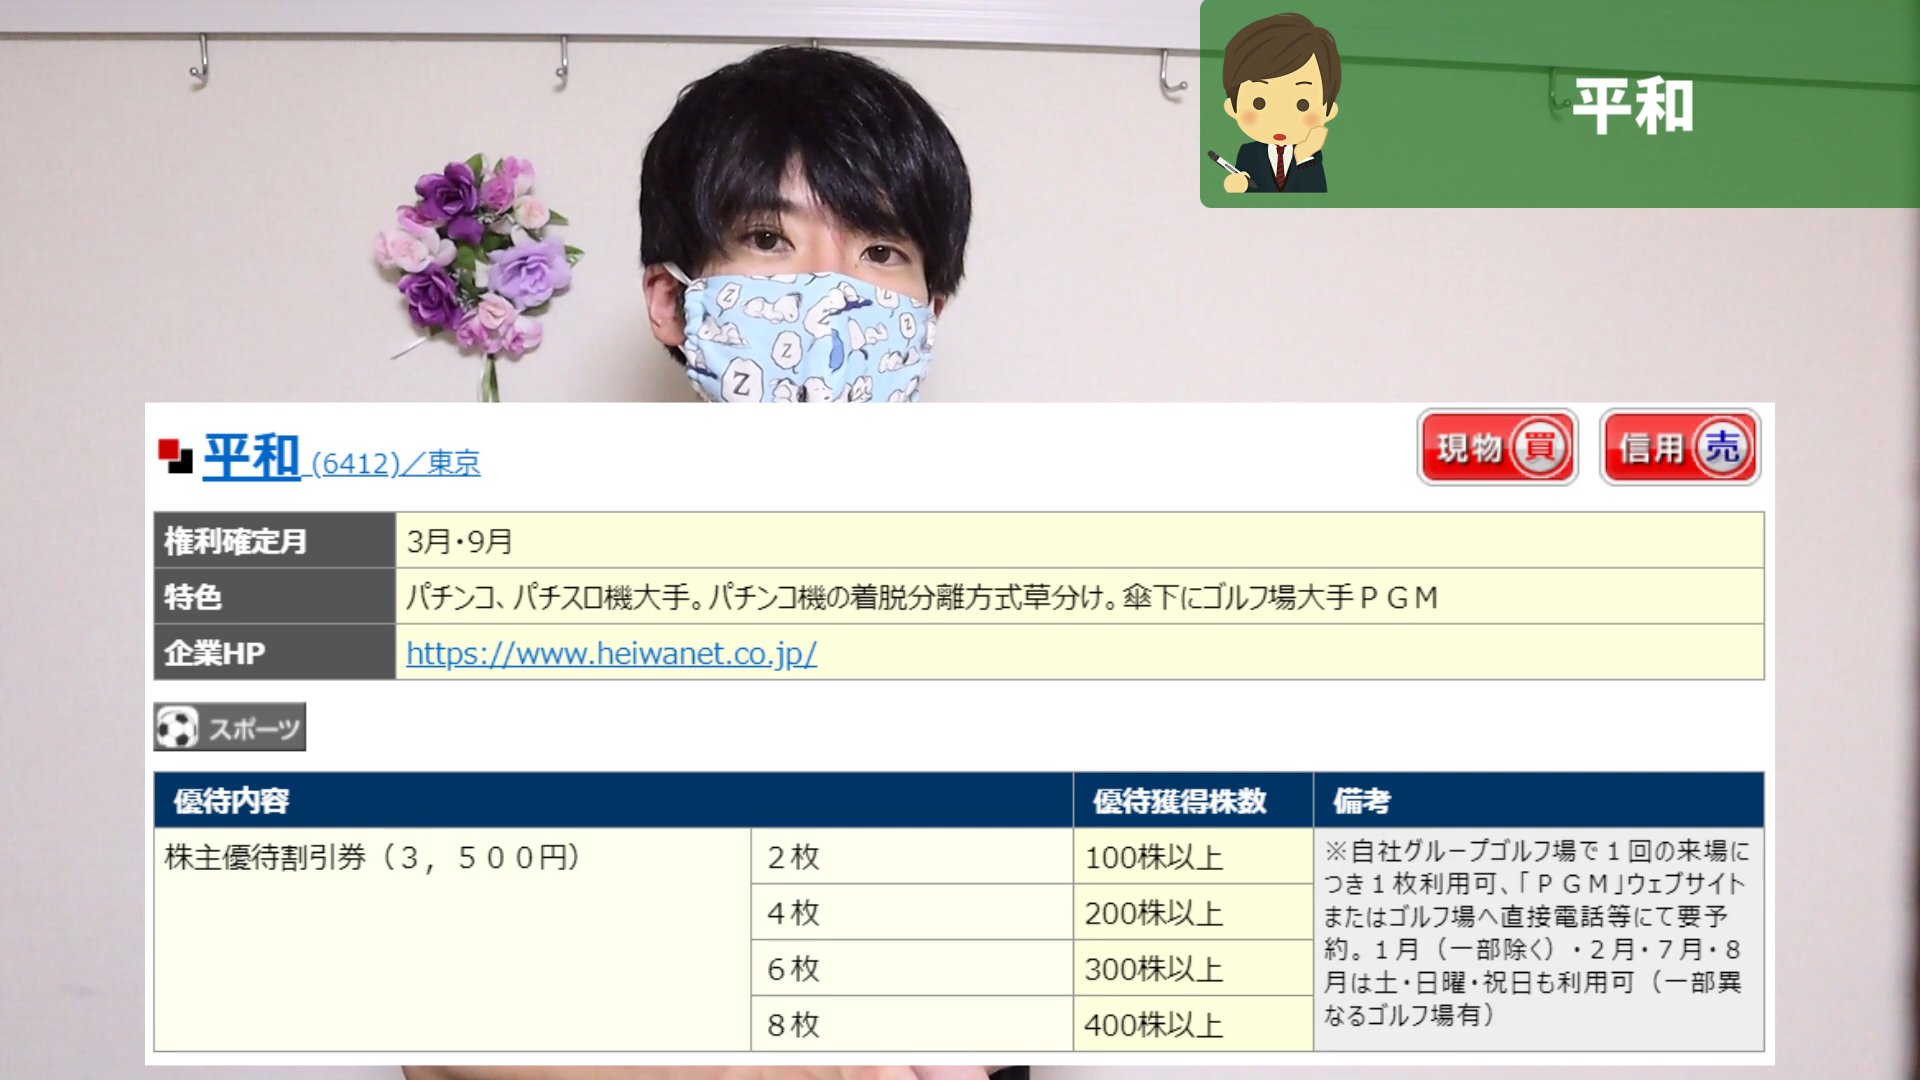 平和
平和 (6412)／東京
現物 買
信用 売
権利確定月
3月・9月
特色
パチンコ、パチスロ機大手。パチンコ機の着脱分離方式草分け。傘下にゴルフ場大手ＰＧＭ
企業HP
https://www.heiwanet.co.jp/
スポーツ
優待内容
優待獲得株数
備考
株主優待割引券（３，５００円）
２枚
100株以上
４枚
200株以上
６枚
300株以上
８枚
400株以上
※自社グループゴルフ場で１回の来場に
つき１枚利用可、「ＰＧＭ」ウェブサイト
またはゴルフ場へ直接電話等にて要予
約。１月（一部除く）・２月・７月・８
月は土・日曜・祝日も利用可（一部異
なるゴルフ場有）
Z
Z
Z
Z
Z